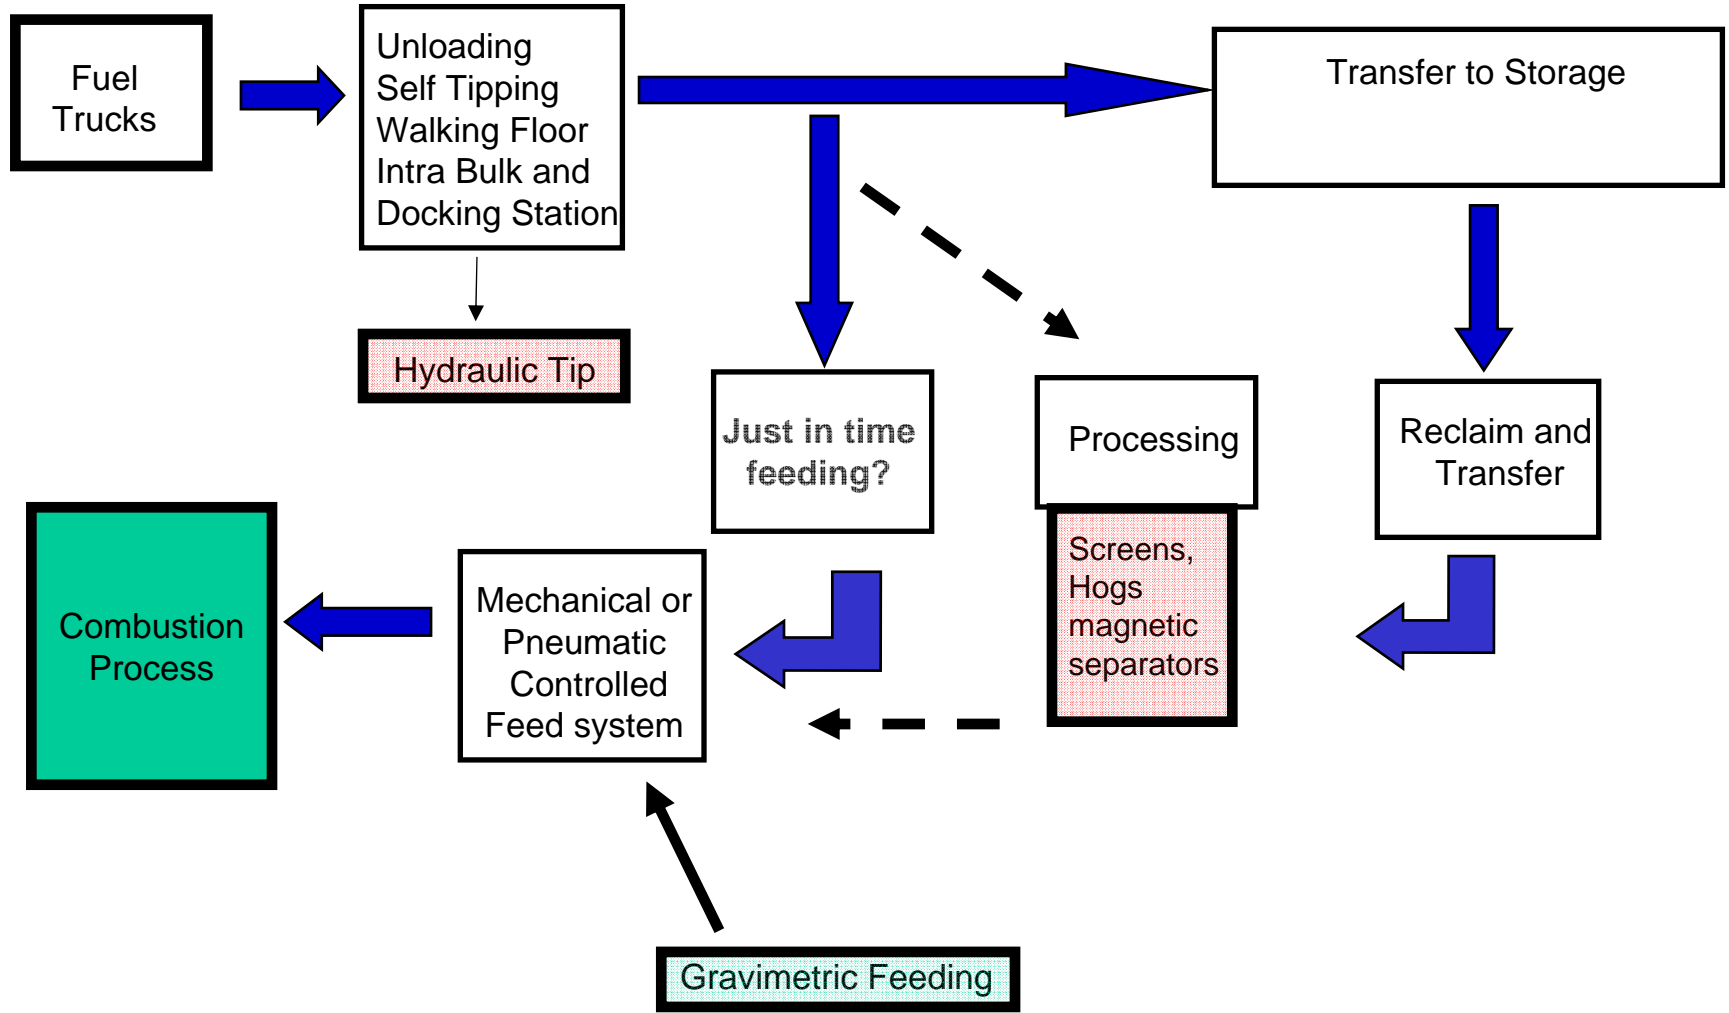 Fuel
Trucks
Unloading
Self Tipping
Walking Floor
Intra Bulk and
Docking Station
Transfer to Storage
Hydraulic Tip
Just in time
feeding?
Processing
Reclaim and
Transfer
Screens,
Hogs
magnetic
separators
Combustion
Process
Mechanical or
Pneumatic
Controlled
Feed system
Gravimetric Feeding